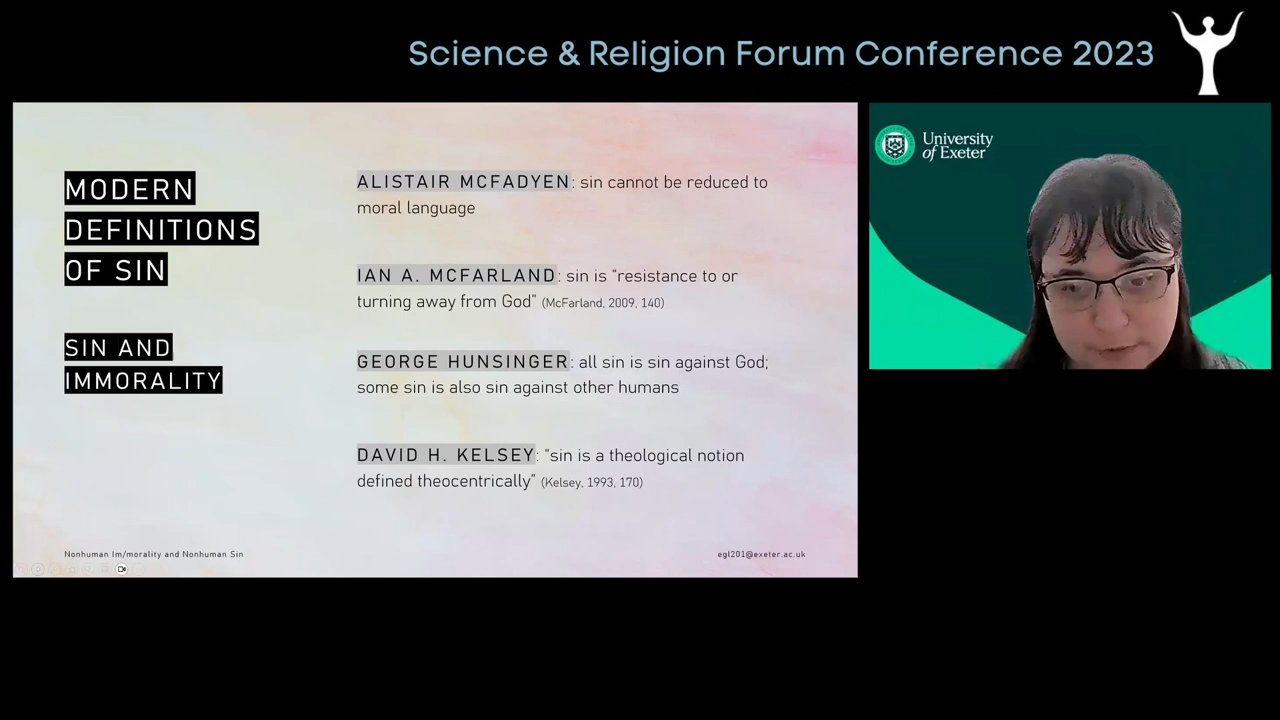 Science & Religion Forum Conference 2023
MODERN
DEFINITIONS
OF SIN
SIN AND
IMMORALITY
ALISTAIR MCFADYEN: sin cannot be reduced to
moral language
IAN A. MCFARLAND: sin is "resistance to or
turning away from God" (McFarland, 2009, 140)
GEORGE HUNSINGER: all sin is sin against God;
some sin is also sin against other humans
DAVID H. KELSEY: "sin is a theological notion
defined theocentrically" (Kelsey, 1993, 170)
Nonhuman Im/morality and Nonhuman Sin
egl201@exeter.ac.uk
University
of Exeter